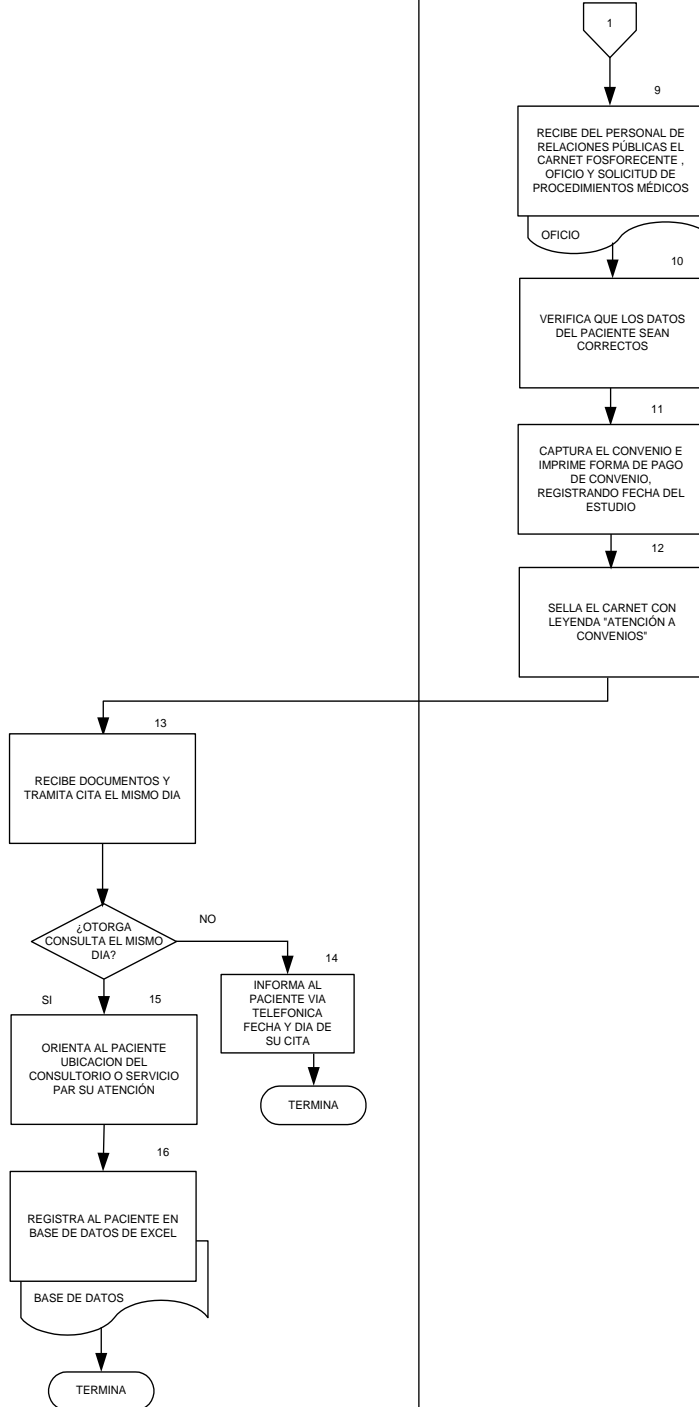 1
9
RECIBE DEL PERSONAL DE
RELACIONES PÚBLICAS EL
CARNET FOSFORECENTE ,
OFICIO Y SOLICITUD DE
PROCEDIMIENTOS MÉDICOS
OFICIO
10
VERIFICA QUE LOS DATOS
DEL PACIENTE SEAN
CORRECTOS
11
CAPTURA EL CONVENIO E
IMPRIME FORMA DE PAGO
DE CONVENIO,
REGISTRANDO FECHA DEL
ESTUDIO
12
SELLA EL CARNET CON
LEYENDA "ATENCIÓN A
CONVENIOS"
13
RECIBE DOCUMENTOS Y
TRAMITA CITA EL MISMO DIA
¿OTORGA
CONSULTA EL MISMO
DIA?
NO
14
INFORMA AL
PACIENTE VIA
TELEFONICA
FECHA Y DIA DE
SU CITA
TERMINA
SI
15
ORIENTA AL PACIENTE
UBICACION DEL
CONSULTORIO O SERVICIO
PAR SU ATENCIÓN
16
REGISTRA AL PACIENTE EN
BASE DE DATOS DE EXCEL
BASE DE DATOS
TERMINA